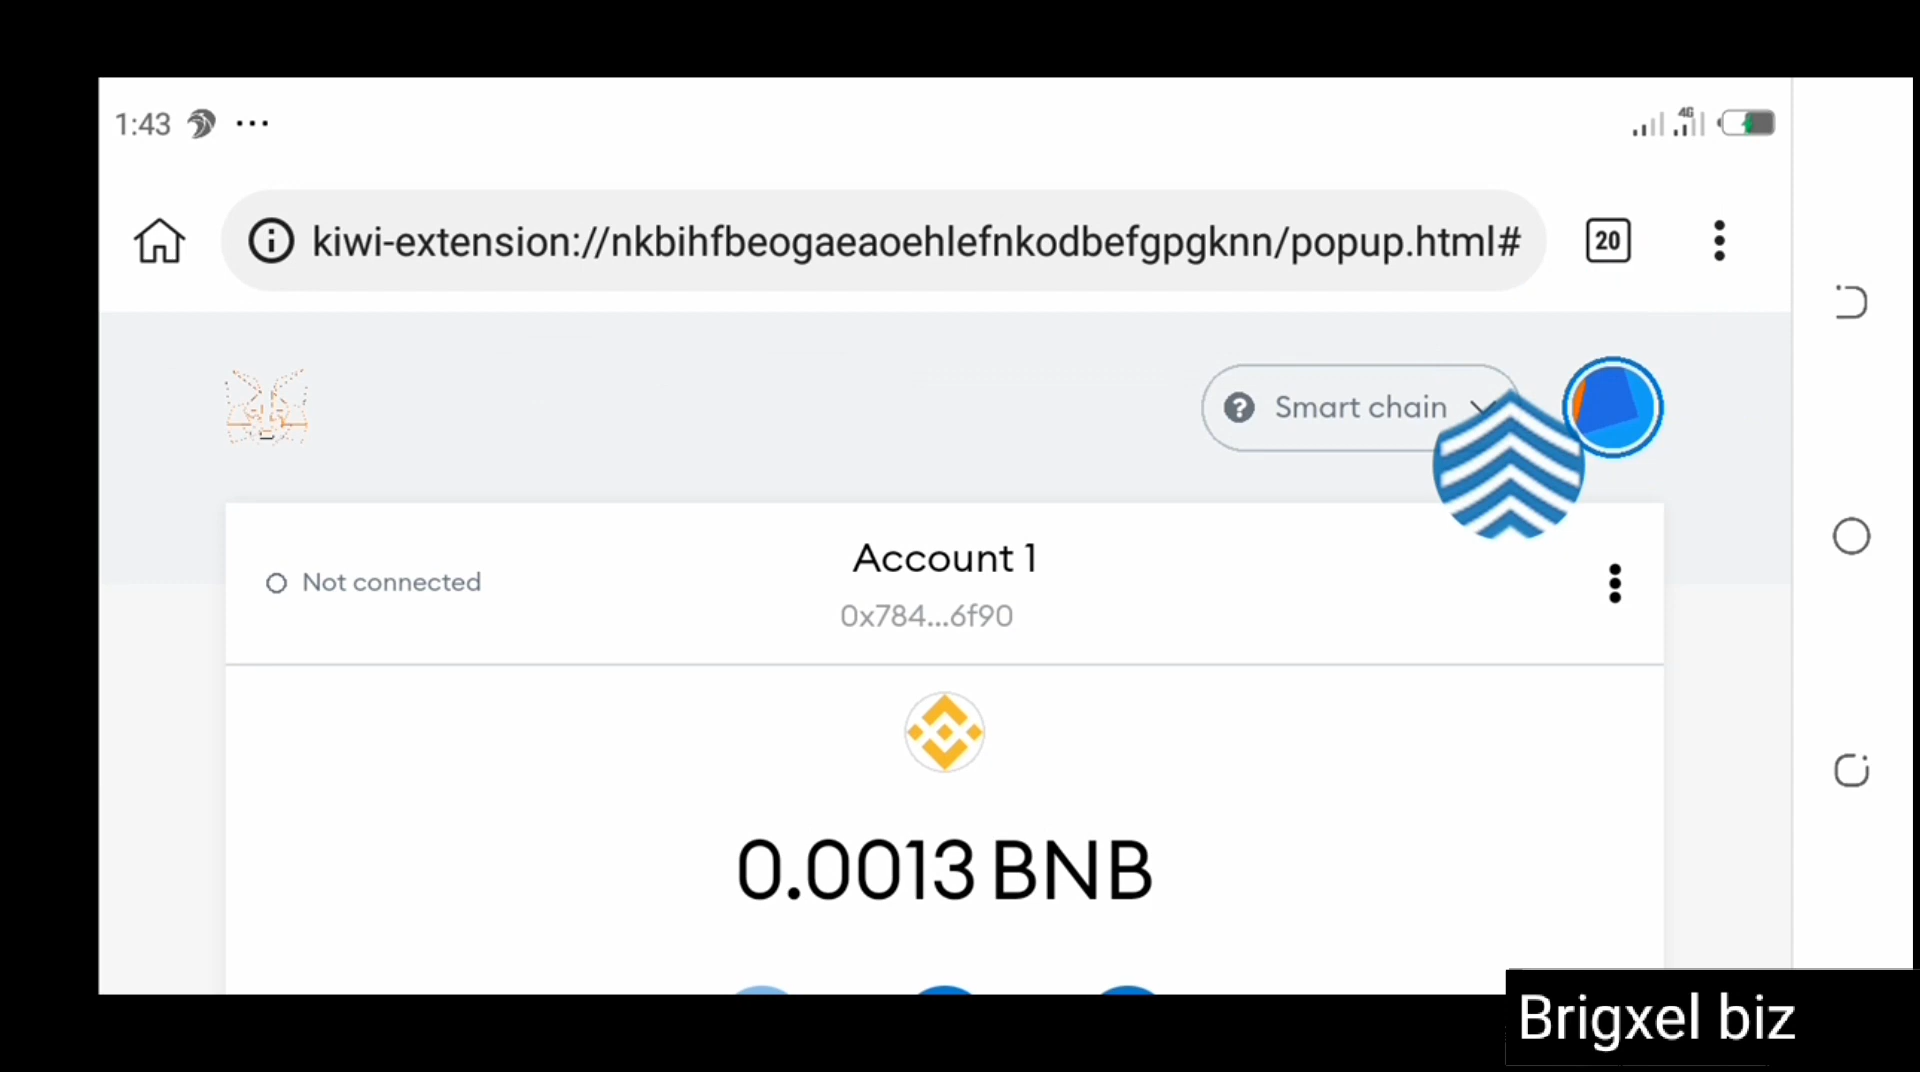 1:43 ...
4G
kiwi-extension://nkbihfbeogaeaoehlefnkodbefgpgknn/popup.html#
20
Smart chain
Account 1
Not connected
0x784...6f90
0.0013 BNB
Brigxel biz